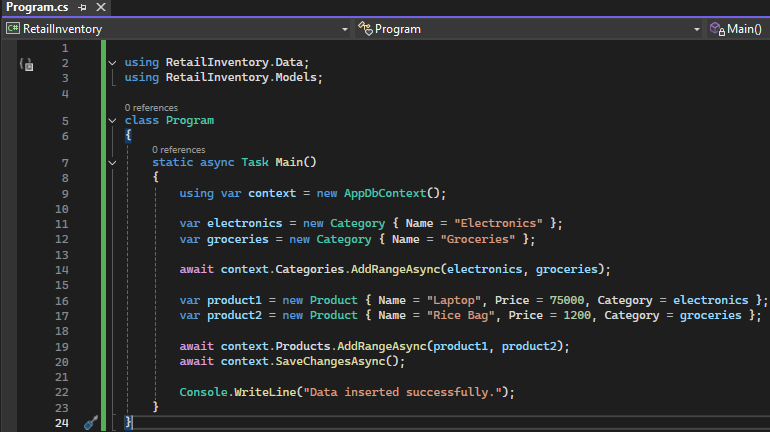 Program.cs
RetailInventory Program Main()
1
2 using RetailInventory.Data;
3 using RetailInventory.Models;
4
0 references
5 class Program
6 {
0 references
7 static async Task Main()
8 {
9 using var context = new AppDbContext();
10
11 var electronics = new Category { Name = "Electronics" };
12 var groceries = new Category { Name = "Groceries" };
13
14 await context.Categories.AddRangeAsync(electronics, groceries);
15
16 var product1 = new Product { Name = "Laptop", Price = 75000, Category = electronics };
17 var product2 = new Product { Name = "Rice Bag", Price = 1200, Category = groceries };
18
19 await context.Products.AddRangeAsync(product1, product2);
20 await context.SaveChangesAsync();
21
22 Console.WriteLine("Data inserted successfully.");
23 }
24 }